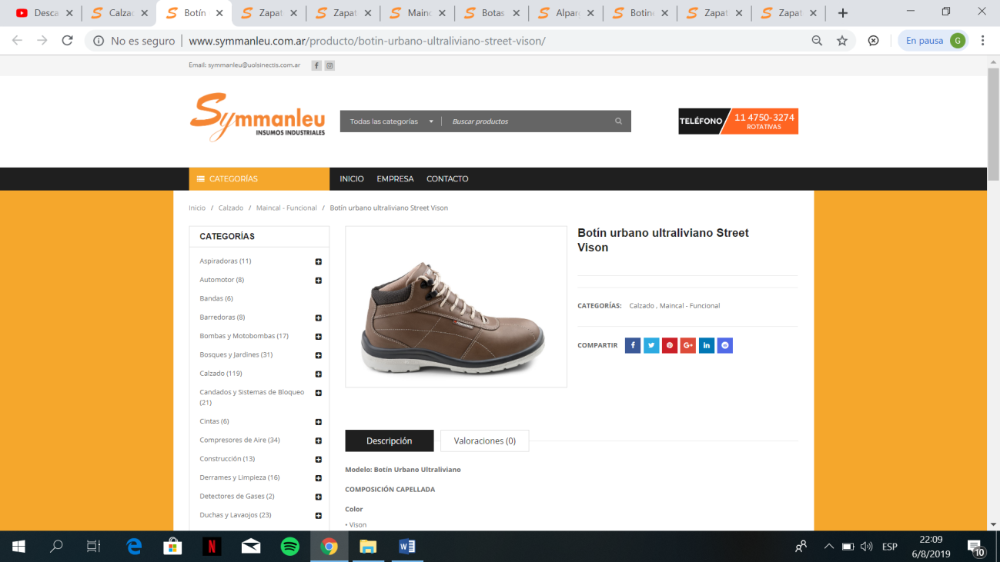 Desca
Calzad
Botín
Zapat
Zapat
Mainc
Botas
Alparg
Botine
Zapat
Zapat
No es seguro | www.symmanleu.com.ar/producto/botin-urbano-ultraliviano-street-vison/
En pausa
G
Email: symmanleu@uolsinectis.com.ar
Symmanleu
INSUMOS INDUSTRIALES
Todas las categorías
Buscar productos
TELÉFONO
11 4750-3274
ROTATIVAS
CATEGORÍAS
INICIO
EMPRESA
CONTACTO
Inicio / Calzado / Maincal - Funcional / Botín urbano ultraliviano Street Vison
CATEGORÍAS
Aspiradoras (11)
Automotor (8)
Bandas (6)
Barredoras (8)
Bombas y Motobombas (17)
Bosques y Jardines (31)
Calzado (119)
Candados y Sistemas de Bloqueo
(21)
Cintas (6)
Compresores de Aire (34)
Construcción (13)
Derrames y Limpieza (16)
Detectores de Gases (2)
Duchas y Lavaojos (23)
Botín urbano ultraliviano Street
Vison
CATEGORÍAS: Calzado , Maincal - Funcional
COMPARTIR
Descripción
Valoraciones (0)
Modelo: Botín Urbano Ultraliviano
COMPOSICIÓN CAPELLADA
Color
• Vison
ESP
22:09
6/8/2019
10